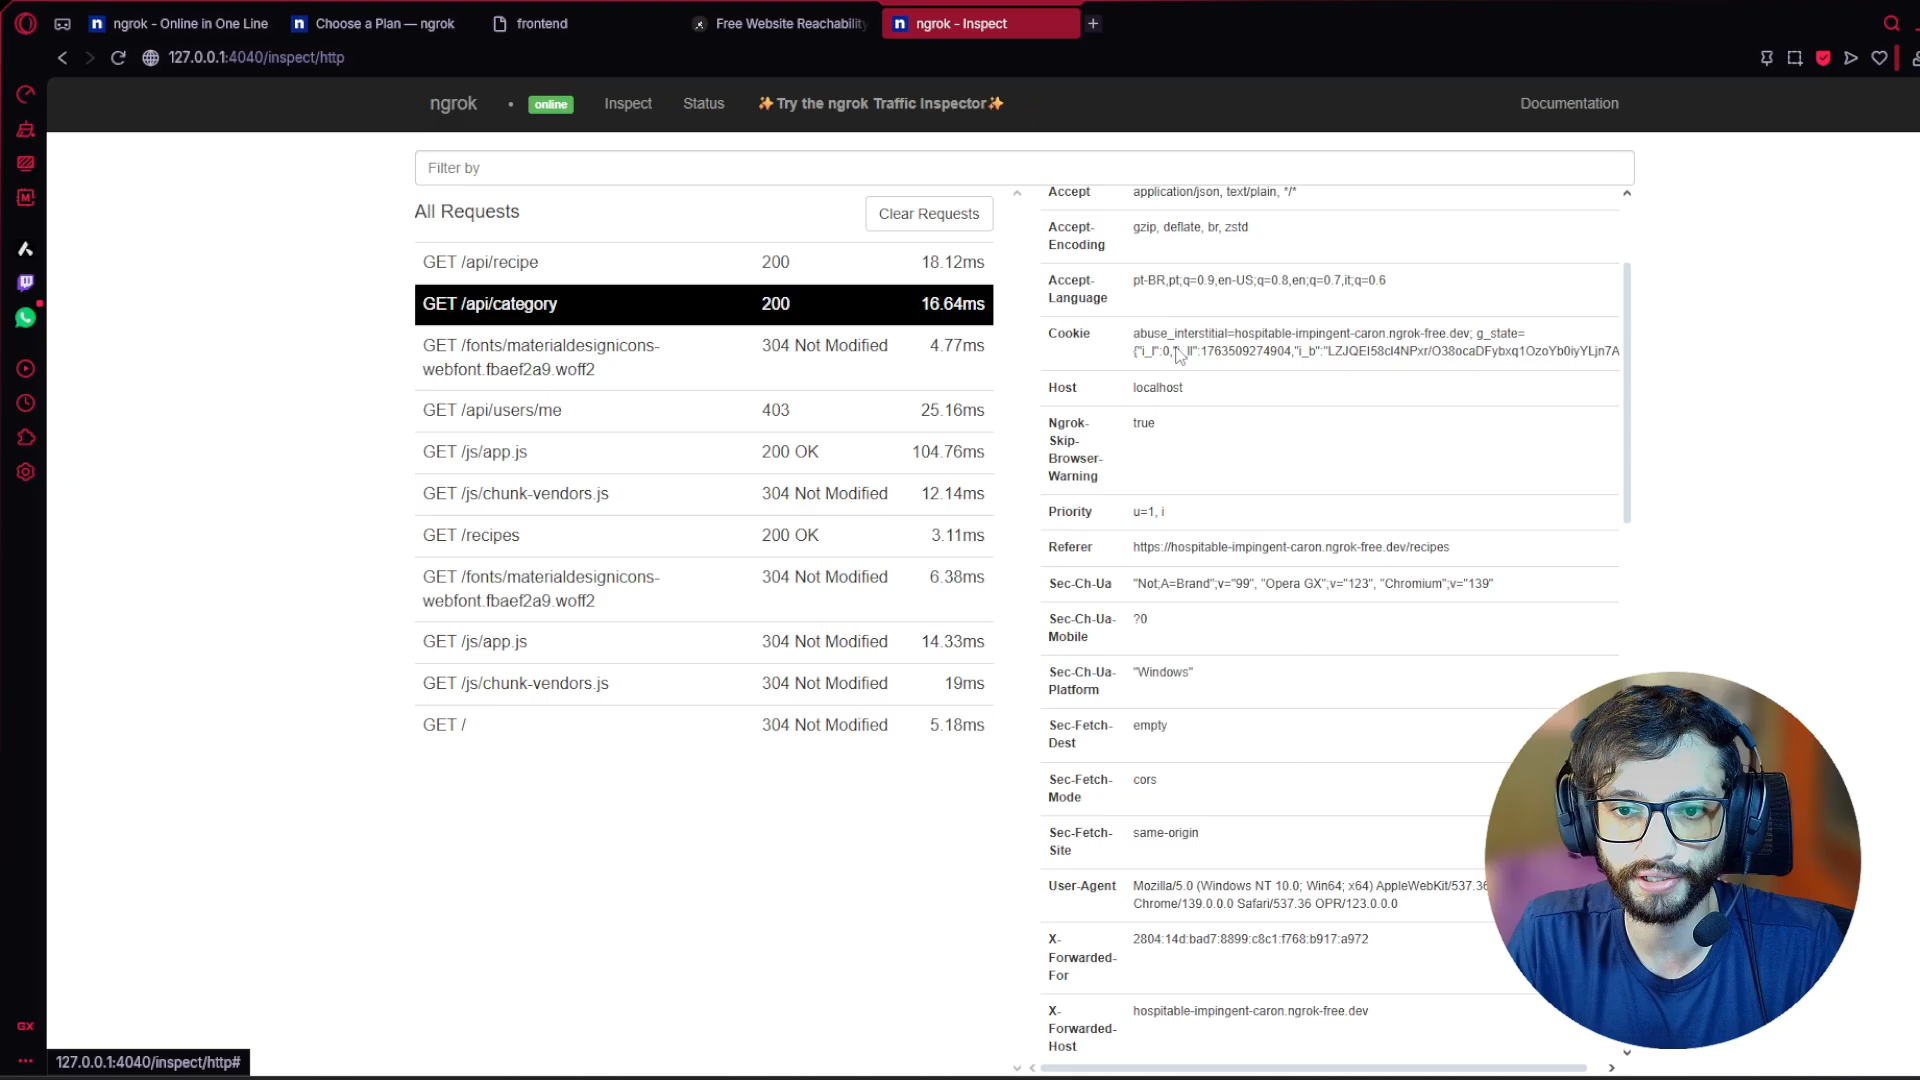 ngrok - Online in One Line
Choose a Plan — ngrok
frontend
Free Website Reachability
ngrok - Inspect
127.0.0.1:4040/inspect/http
ngrok
online
Inspect
Status
✨Try the ngrok Traffic Inspector✨
Documentation
Filter by
All Requests
Clear Requests
GET /api/recipe 200 18.12ms
GET /api/category 200 16.64ms
GET /fonts/materialdesignicons- 304 Not Modified 4.77ms
webfont.fbaef2a9.woff2
GET /api/users/me 403 25.16ms
GET /js/app.js 200 OK 104.76ms
GET /js/chunk-vendors.js 304 Not Modified 12.14ms
GET /recipes 200 OK 3.11ms
GET /fonts/materialdesignicons- 304 Not Modified 6.38ms
webfont.fbaef2a9.woff2
GET /js/app.js 304 Not Modified 14.33ms
GET /js/chunk-vendors.js 304 Not Modified 19ms
GET / 304 Not Modified 5.18ms
Accept application/json, text/plain, */*
Accept- gzip, deflate, br, zstd
Encoding
Accept- pt-BR,pt;q=0.9,en-US;q=0.8,en;q=0.7,it;q=0.6
Language
Cookie abuse_interstitial=hospitable-impingent-caron.ngrok-free.dev; g_state=
Host localhost
Ngrok- true
Skip-
Browser-
Warning
Priority u=1, i
Referer https://hospitable-impingent-caron.ngrok-free.dev/recipes
Sec-Ch-Ua "Not;A=Brand";v="99", "Opera GX";v="123", "Chromium";v="139"
Sec-Ch-Ua- ?0
Mobile
Sec-Ch-Ua- "Windows"
Platform
Sec-Fetch- empty
Dest
Sec-Fetch- cors
Mode
Sec-Fetch- same-origin
Site
User-Agent Mozilla/5.0 (Windows NT 10.0; Win64; x64) AppleWebKit/537.36
Chrome/139.0.0.0 Safari/537.36 OPR/123.0.0.0
X- 2804:14d:bad7:8899:c8c1:f768:b917:a972
Forwarded-
For
X- hospitable-impingent-caron.ngrok-free.dev
Forwarded-
Host
GX
127.0.0.1:4040/inspect/http#